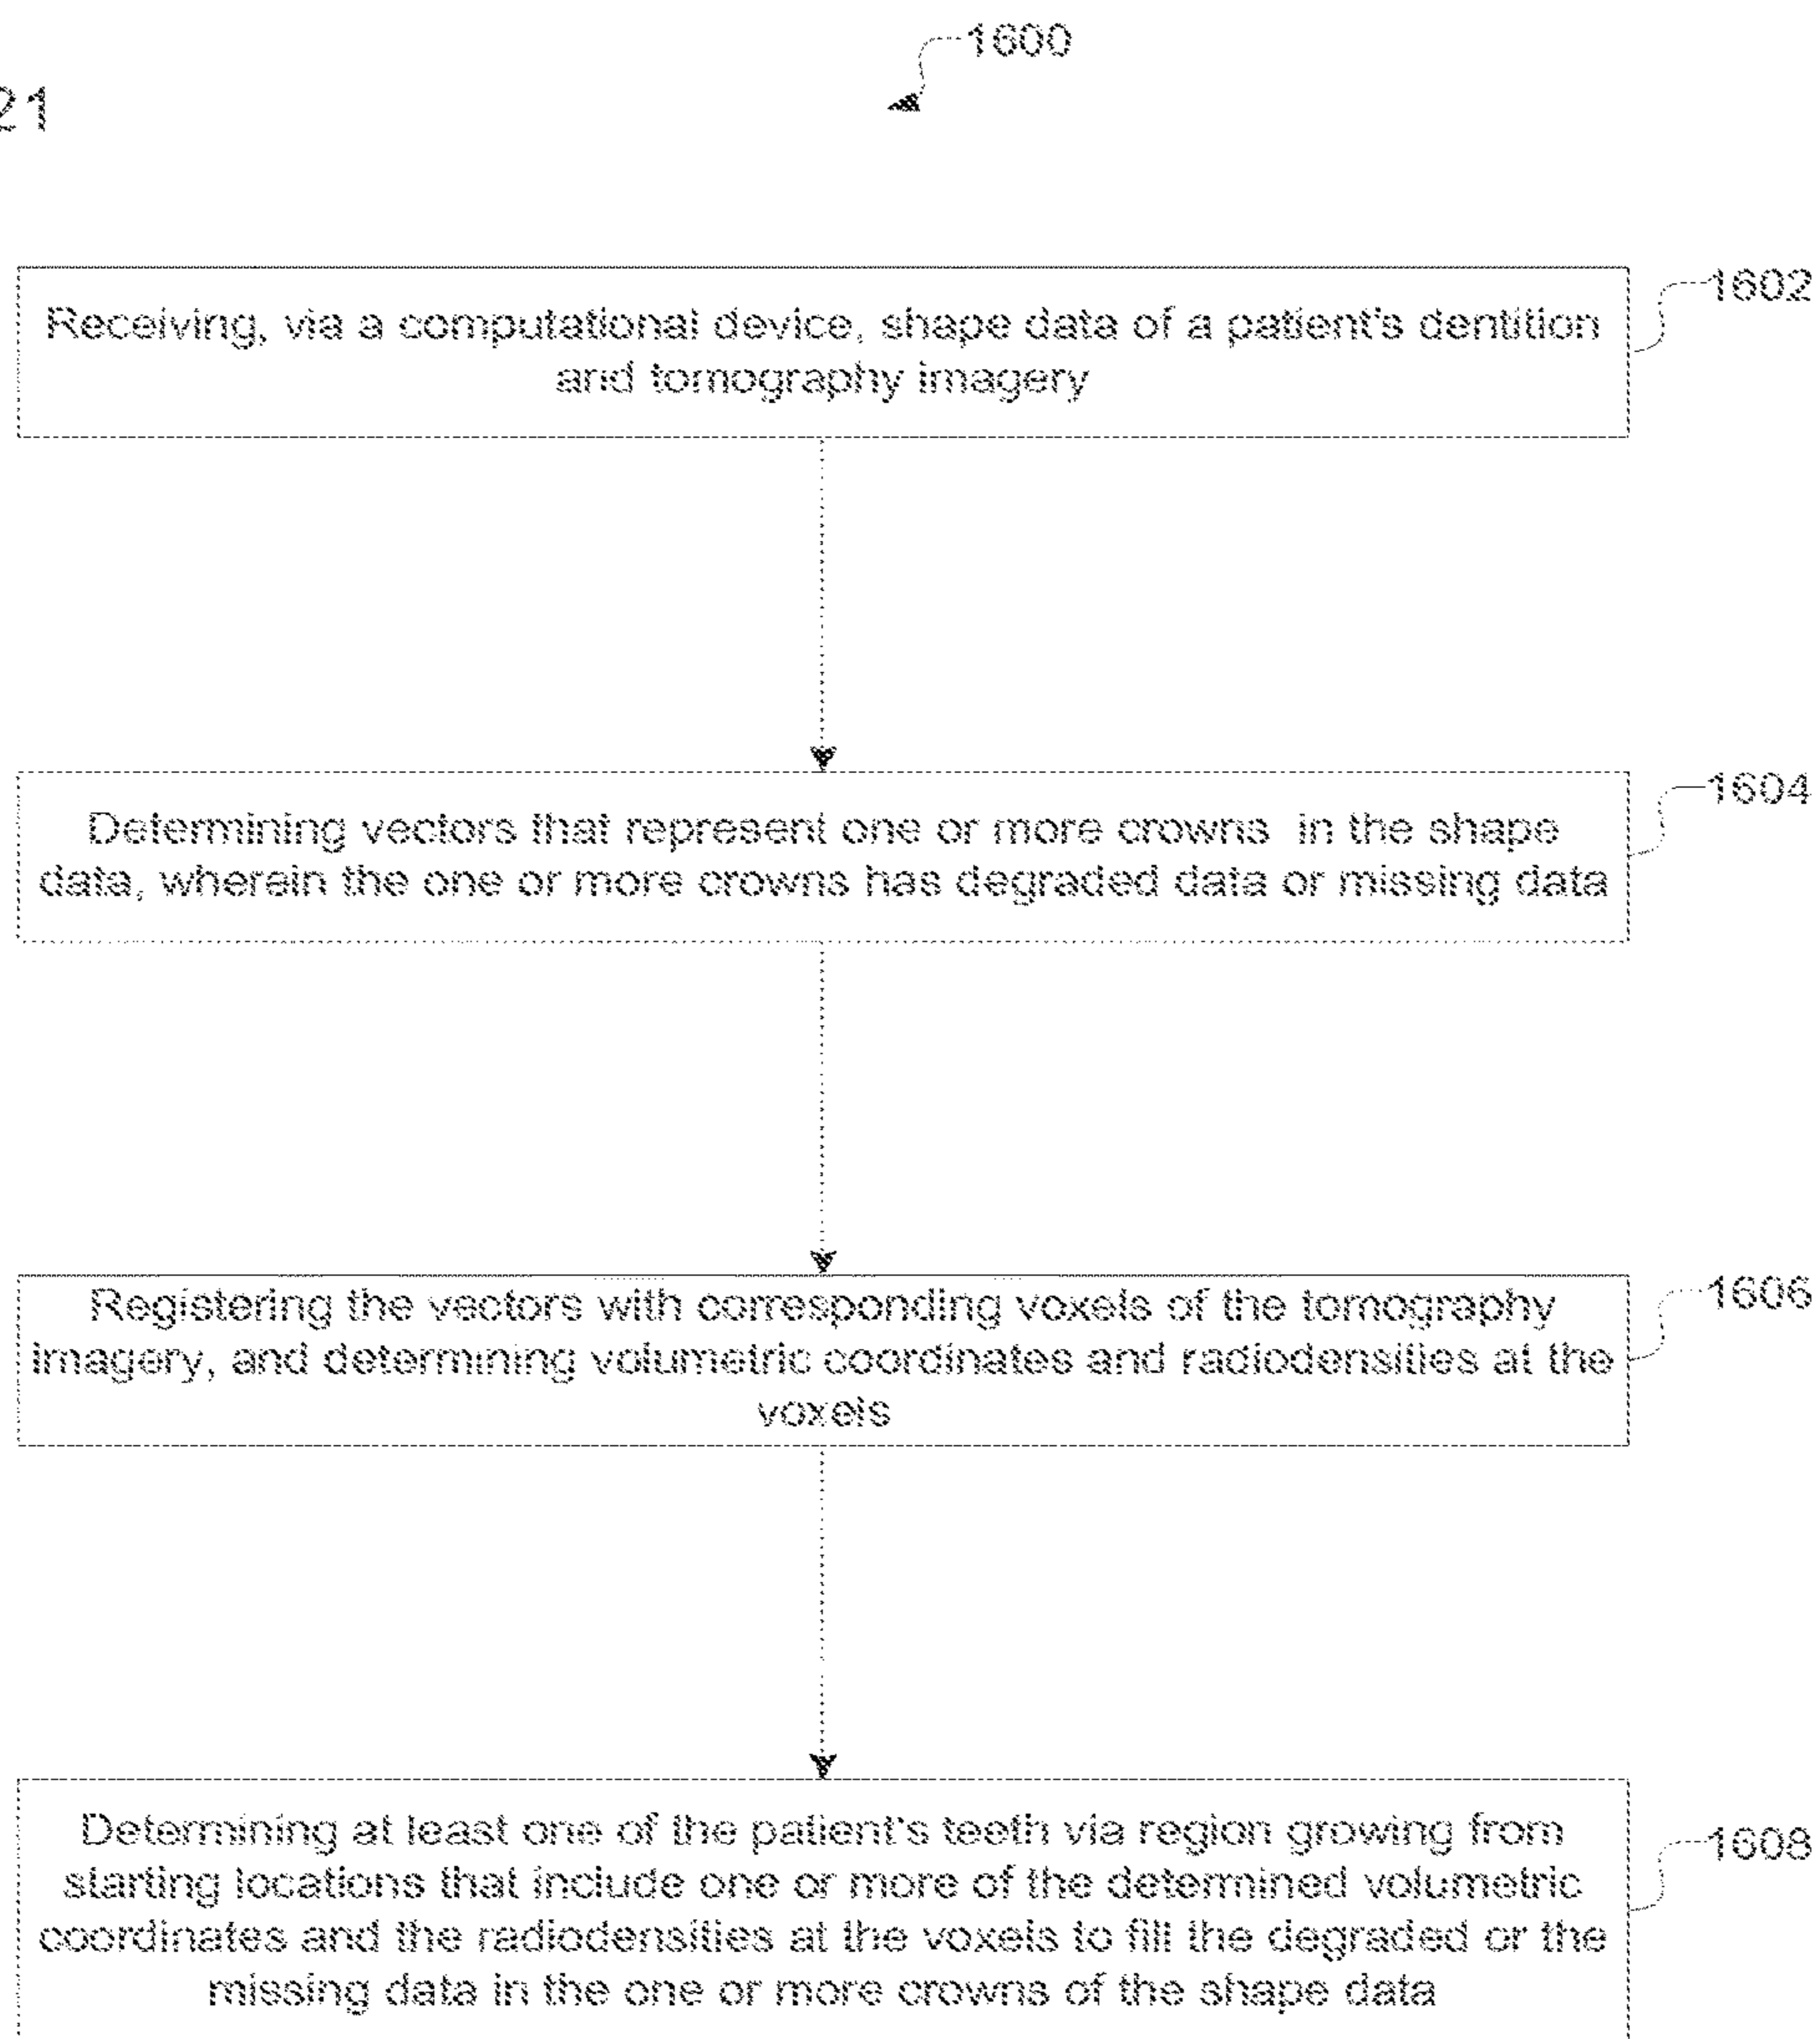 1600
21
1602
Receiving, via a computational device, shape data of a patient's dentition
and tomography imagery
1604
Determining vectors that represent one or more crowns in the shape
data, wherein the one or more crowns has degraded data or missing data
1606
Registering the vectors with corresponding voxels of the tomography
imagery, and determining volumetric coordinates and radiodensities at the
voxels
Determining at least one of the patient's teeth via region growing from
1608
starting locations that include one or more of the determined volumetric
coordinates and the radiodensities at the voxels to fill the degraded or the
missing data in the one or more crowns of the shape data